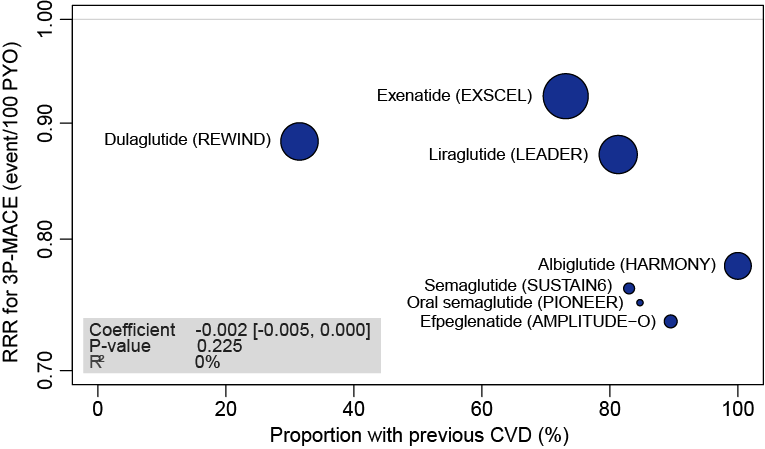 RRR for 3P-MACE (event/100 PYO)
1.00
0.90
0.80
0.70
Exenatide (EXSCEL)
Dulaglutide (REWIND)
Liraglutide (LEADER)
Albiglutide (HARMONY)
Semaglutide (SUSTAIN6)
Oral semaglutide (PIONEER)
Efpeglenatide (AMPLITUDE−O)
Coefficient -0.002 [-0.005, 0.000]
P-value 0.225
R² 0%
0 20 40 60 80 100
Proportion with previous CVD (%)